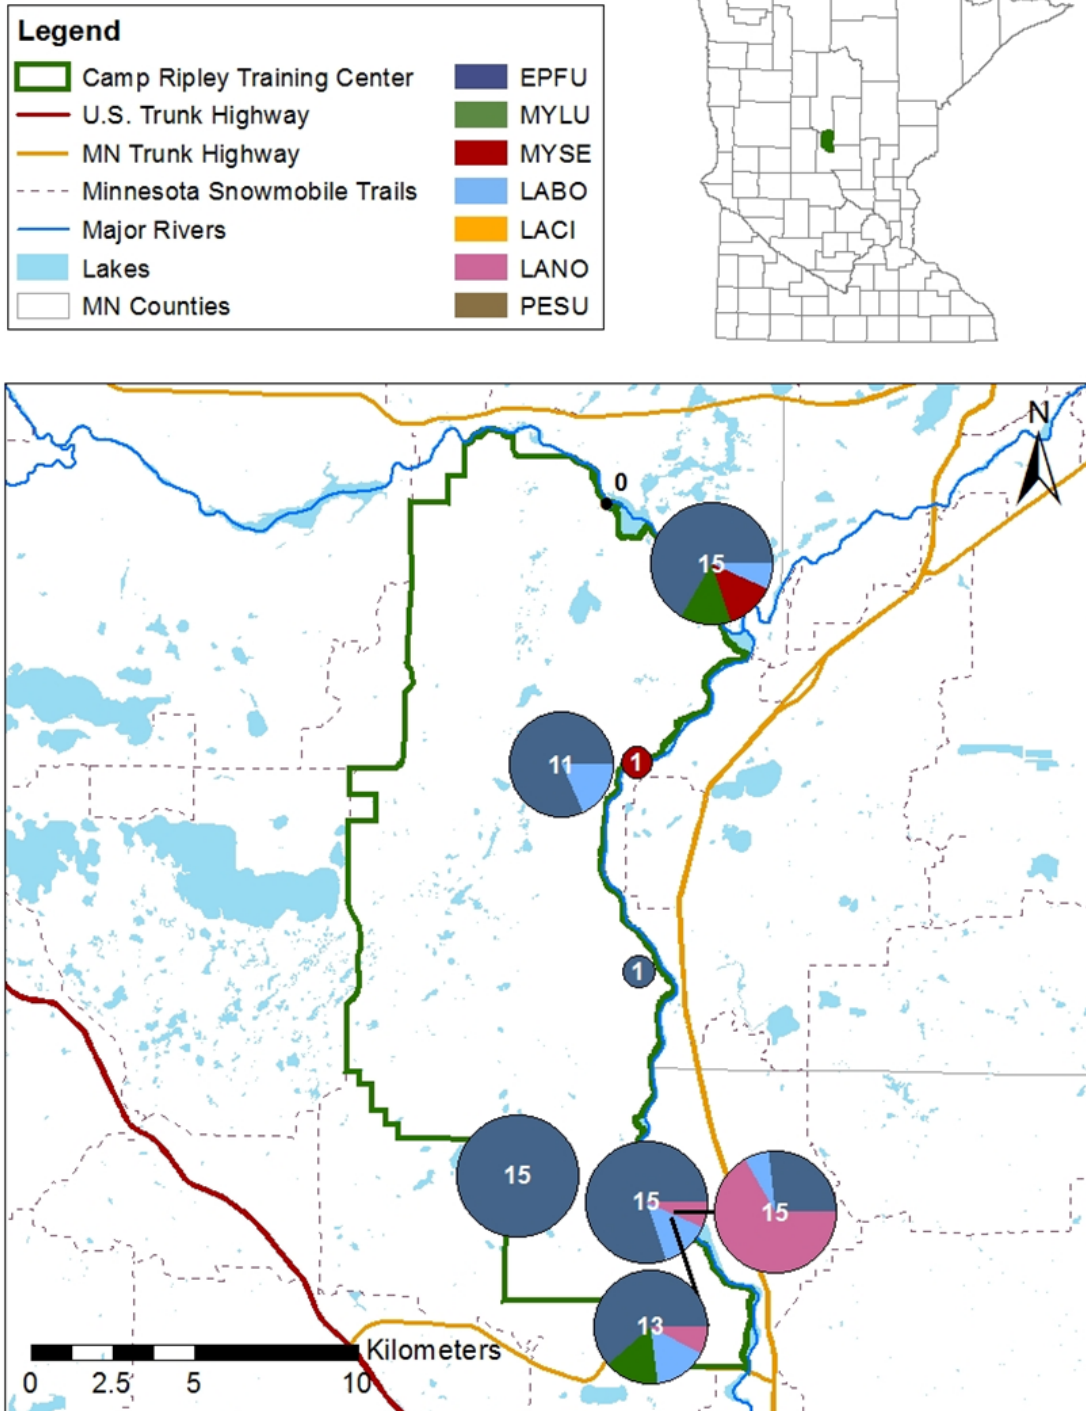 Legend
Camp Ripley Training Center
U.S. Trunk Highway
MN Trunk Highway
Minnesota Snowmobile Trails
Major Rivers
Lakes
MN Counties
EPFU
MYLU
MYSE
LABO
LACI
LANO
PESU
N
0
15
11
1
1
15
15
15
13
Kilometers
0 2.5 5 10